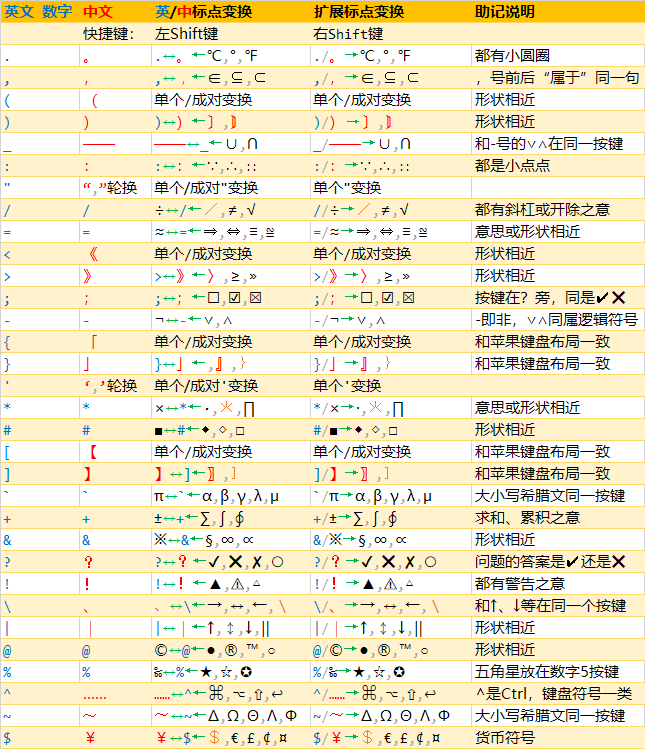 英文 数字 中文 英/中标点变换 扩展标点变换 助记说明
快捷键： 左Shift键 右Shift键
. 。 .↔。←℃,°,℉ ./。→℃,°,℉ 都有小圆圈
, ， ,↔，←∈,⊆,⊂ ,/，→∈,⊆,⊂ ，号前后“属于”同一句
( （ 单个/成对变换 单个/成对变换 形状相近
) ） )↔）←〕,⦘ )/）→〕,⦘ 形状相近
_ —— ——↔_←∪,∩ _/——→∪,∩ 和-号的∨∧在同一按键
: ： :↔：←∵,∴,∷ :/：→∵,∴,∷ 都是小点点
" “,”轮换 单个/成对"变换 单个"变换
/ / ÷↔/←／,≠,√ //÷→／,≠,√ 都有斜杠或开除之意
= = ≈↔=←⇒,⇔,≡,≌ =/≈→⇒,⇔,≡,≌ 意思或形状相近
< 《 单个/成对变换 单个/成对变换 形状相近
> 》 >↔》←〉,≥,» >/》→〉,≥,» 形状相近
; ； ;↔；←☐,☑,☒ ;/；→☐,☑,☒ 按键在? 旁，同是✔✖
- - ¬↔-←∨,∧ -/¬→∨,∧ -即非，∨∧同属逻辑符号
{ 「 单个/成对变换 单个/成对变换 和苹果键盘布局一致
} 」 }↔」←』,｝ }/」→』,｝ 和苹果键盘布局一致
' ‘,’轮换 单个/成对'变换 单个'变换
* * ×↔*←·,＊,∏ */×→·,＊,∏ 意思或形状相近
# # ■↔#←◆,◇,□ #/■→◆,◇,□ 形状相近
[ 【 单个/成对变换 单个/成对变换 和苹果键盘布局一致
] 】 】↔]←〗,］ ]/】→〗,］ 和苹果键盘布局一致
` ` π↔`←α,β,γ,λ,μ `/π→α,β,γ,λ,μ 大小写希腊文同一按键
+ + ±↔+←∑,∫,∮ +/±→∑,∫,∮ 求和、累积之意
& & ※↔&←§,∞,∝ &/※→§,∞,∝ 形状相近
? ？ ?↔？←✓,✖,✗,○ ?/？→✓,✖,✗,○ 问题的答案是✔还是✖
! ！ !↔！←▲,⚠,▵ !/！→▲,⚠,▵ 都有警告之意
\ 、 、↔\←→,↔,←,＼ \/、→→,↔,←,＼ 和↑、↓等在同一个按键
| ｜ |↔｜←↑,↕,↓,‖ |/｜→↑,↕,↓,‖ 形状相近
@ @ ©↔@←●,®,™,○ @/©→●,®,™,○ 形状相近
% % ‰↔%←★,☆,✪ %/‰→★,☆,✪ 五角星放在数字5按键
^ …… ……↔^←⌘,⌥,⇧,↩ ^/……→⌘,⌥,⇧,↩ ^是Ctrl，键盘符号一类
~ ～ ～↔~←Δ,Ω,Θ,Λ,Φ ~/～→Δ,Ω,Θ,Λ,Φ 大小写希腊文同一按键
$ ￥ ￥↔$←＄,€,£,¢,¤ $/￥→＄,€,£,¢,¤ 货币符号